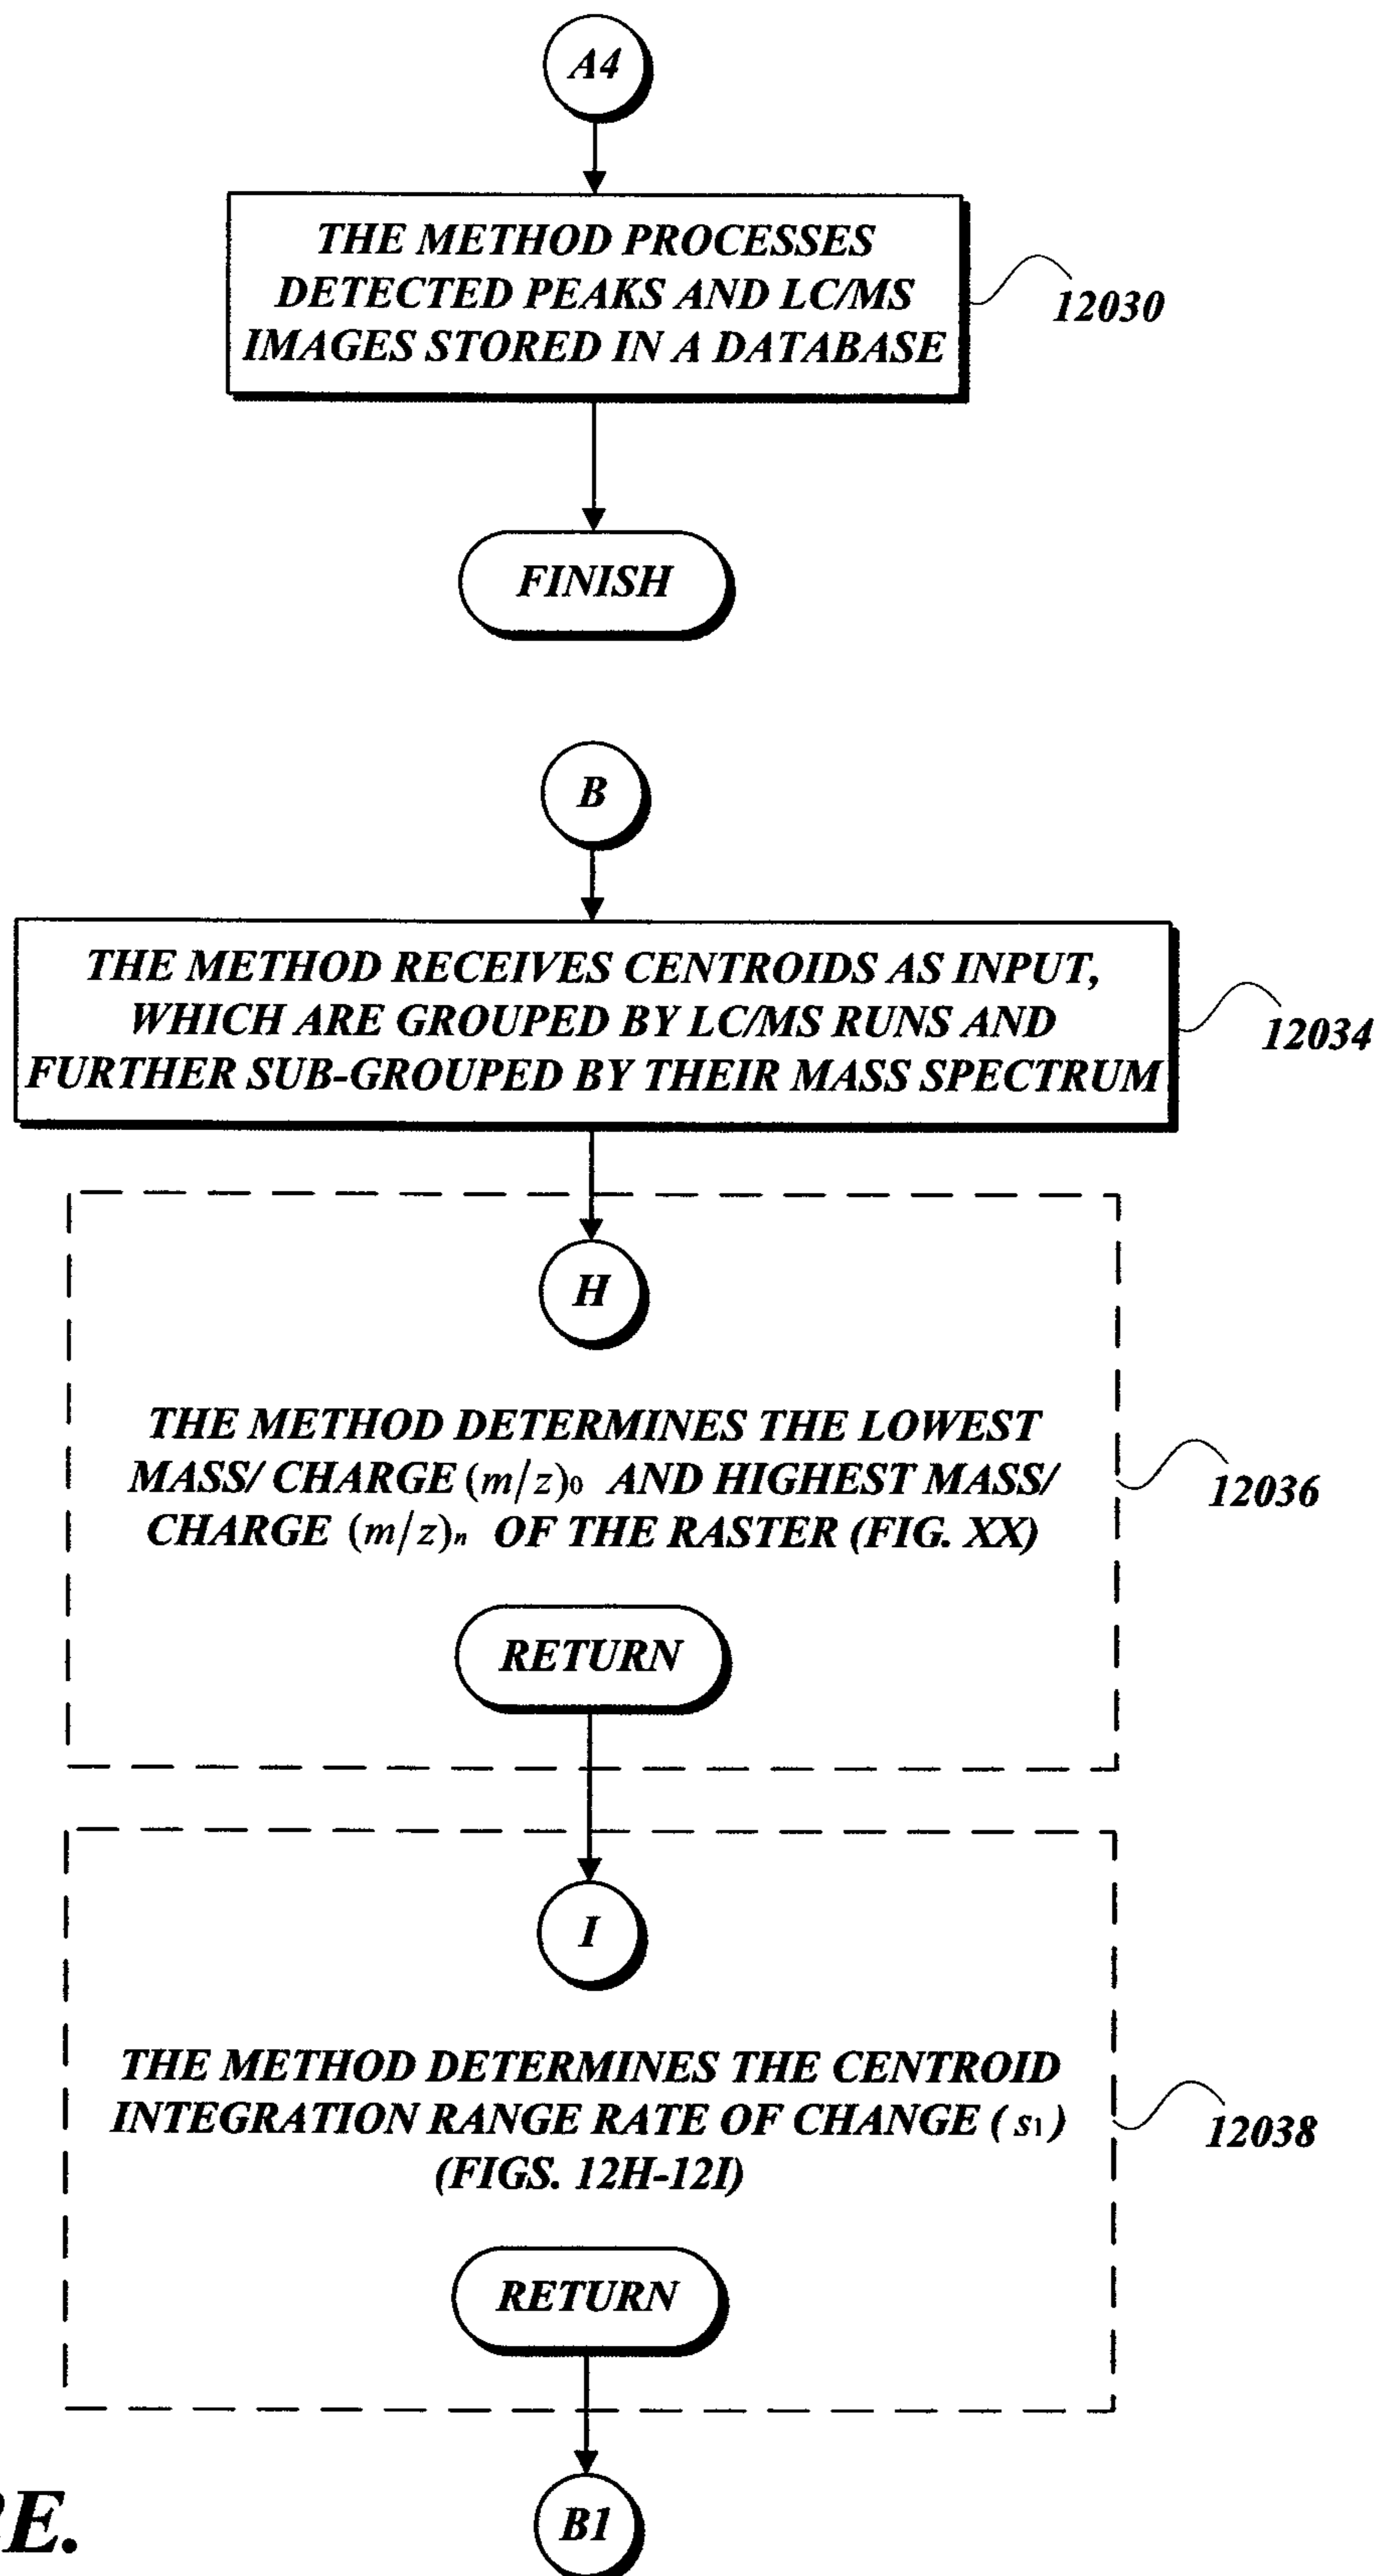 A4
THE METHOD PROCESSES
DETECTED PEAKS AND LC/MS
IMAGES STORED IN A DATABASE
12030
FINISH
B
THE METHOD RECEIVES CENTROIDS AS INPUT,
WHICH ARE GROUPED BY LC/MS RUNS AND
FURTHER SUB-GROUPED BY THEIR MASS SPECTRUM
12034
H
THE METHOD DETERMINES THE LOWEST
MASS/ CHARGE (m/z)₀ AND HIGHEST MASS/
CHARGE (m/z)ₙ OF THE RASTER (FIG. XX)
12036
RETURN
I
THE METHOD DETERMINES THE CENTROID
INTEGRATION RANGE RATE OF CHANGE ( s₁ )
(FIGS. 12H-12I)
12038
RETURN
B1
E.